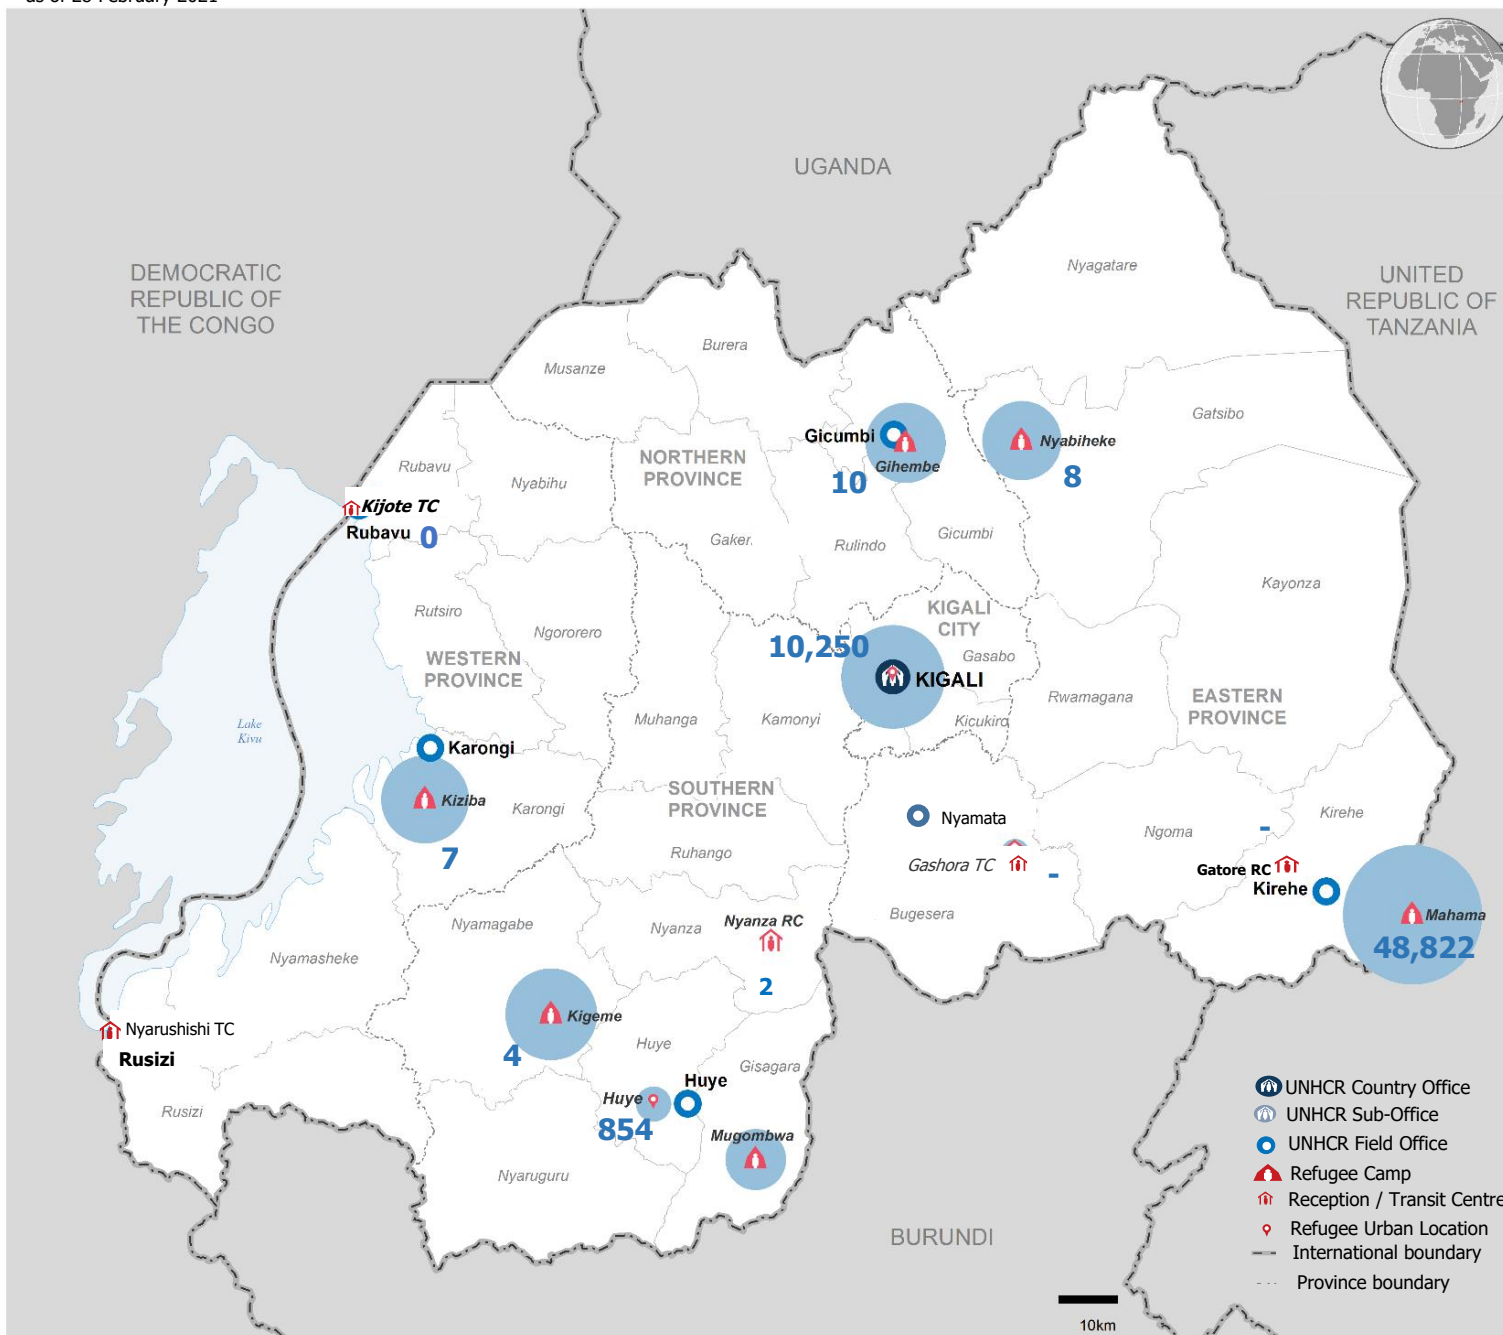 as of 28 February 2021
UGANDA
DEMOCRATIC
REPUBLIC OF
THE CONGO
UNITED
REPUBLIC OF
TANZANIA
Nyagatare
Burera
Musanze
Gatsibo
Gicumbi
Gihembe
10
Nyabiheke
8
NORTHERN
PROVINCE
Rubavu
Nyabihu
Kijote TC
Rubavu 0
Gaker.
Rulindo
Gicumbi
Kayonza
Rutsiro
Ngororero
KIGALI
CITY
10,250
Gasabo
WESTERN
PROVINCE
KIGALI
Rwamagana
EASTERN
PROVINCE
Lake
Kivu
Muhanga
Kamonyi
Kicukiro
Karongi
Kiziba
Karongi
7
SOUTHERN
PROVINCE
Nyamata
Ngoma
-
Kirehe
Ruhango
Gashora TC
-
Gatore RC
Kirehe
Nyamagabe
Nyanza
Nyanza RC
2
Bugesera
Mahama
48,822
Nyamasheke
Kigeme
4
Nyarushishi TC
Rusizi
Rusizi
Huye
Gisagara
Huye
Huye
854
Mugombwa
Nyaruguru
BURUNDI
UNHCR Country Office
UNHCR Sub-Office
UNHCR Field Office
Refugee Camp
Reception / Transit Centre
Refugee Urban Location
International boundary
Province boundary
10km